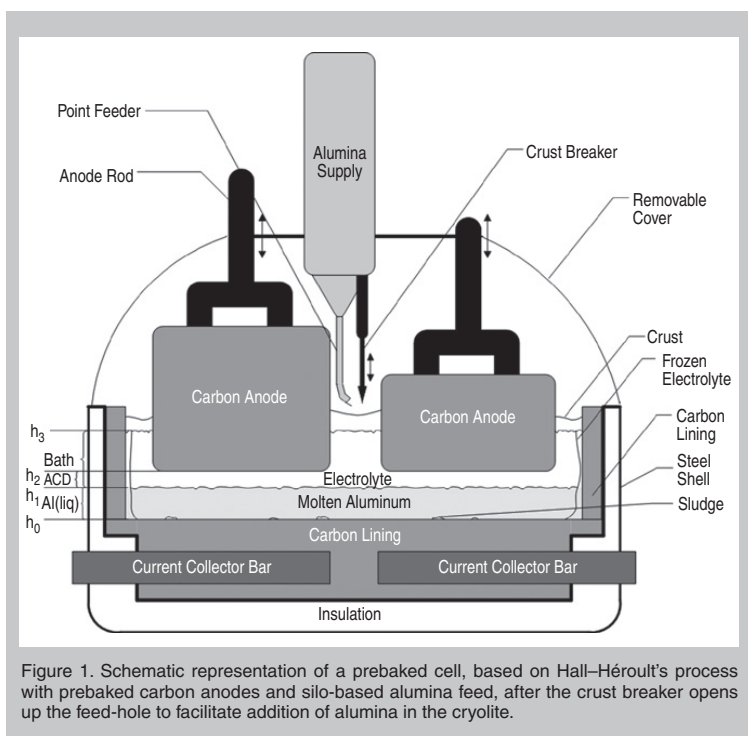 Point Feeder
Anode Rod
Alumina
Supply
Crust Breaker
Removable
Cover
Crust
Frozen
Electrolyte
Carbon
Lining
Steel
Shell
Sludge
Carbon Anode
Carbon Anode
h3
Bath
h2 ACD
h1 Al(liq)
h0
Electrolyte
Molten Aluminum
Carbon Lining
Current Collector Bar
Current Collector Bar
Insulation
Figure 1. Schematic representation of a prebaked cell, based on Hall–Héroult's process
with prebaked carbon anodes and silo-based alumina feed, after the crust breaker opens
up the feed-hole to facilitate addition of alumina in the cryolite.